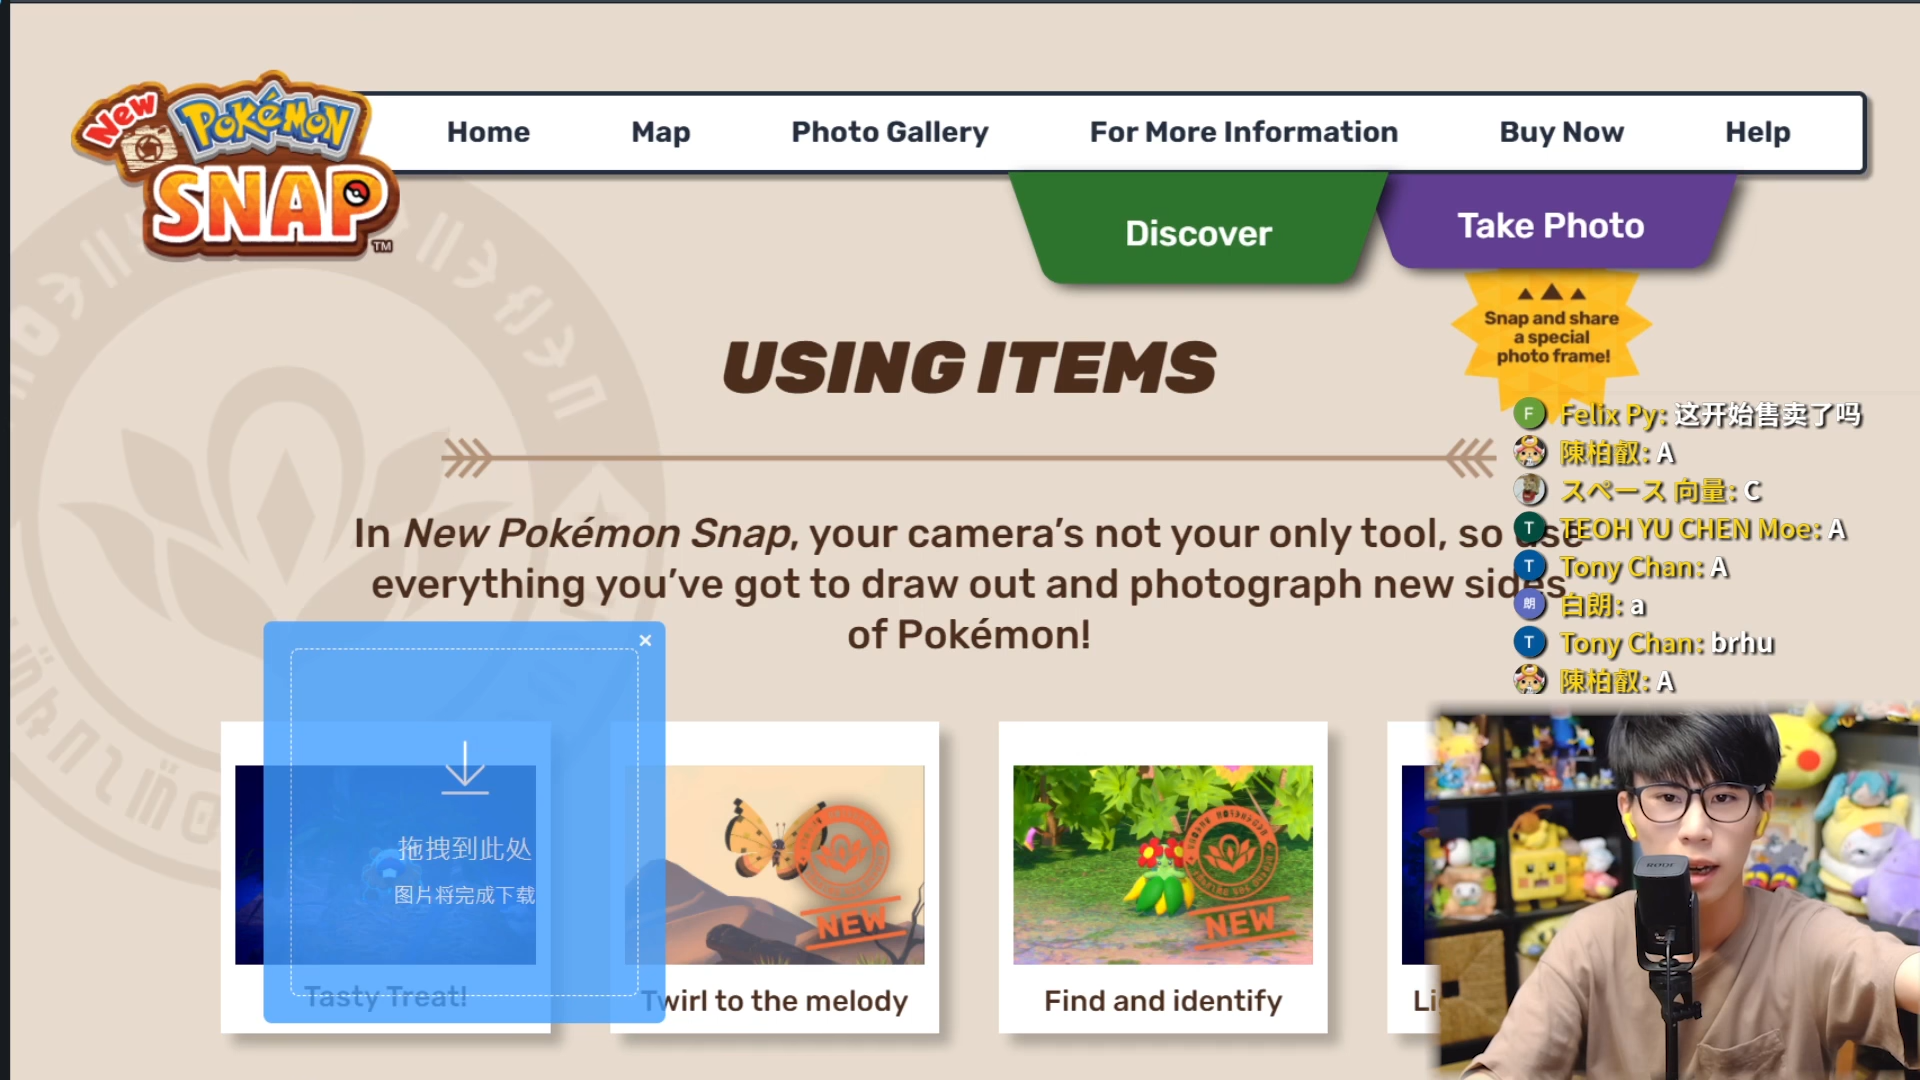 New
POKéMON
SNAP
TM
Home
Map
Photo Gallery
For More Information
Buy Now
Help
Discover
Take Photo
Snap and share
a special
photo frame!
USING ITEMS
In New Pokémon Snap, your camera’s not your only tool, so use
everything you’ve got to draw out and photograph new sides
of Pokémon!
F Felix Py: 这开始售卖了吗
陳柏叡: A
スペース 向量: C
T TEOH YU CHEN Moe: A
T Tony Chan: A
朗 白朗: a
T Tony Chan: brhu
陳柏叡: A
×
拖拽到此处
图片将完成下载
NEW
NEW
Tasty Treat!
Twirl to the melody
Find and identify
Li
RODE